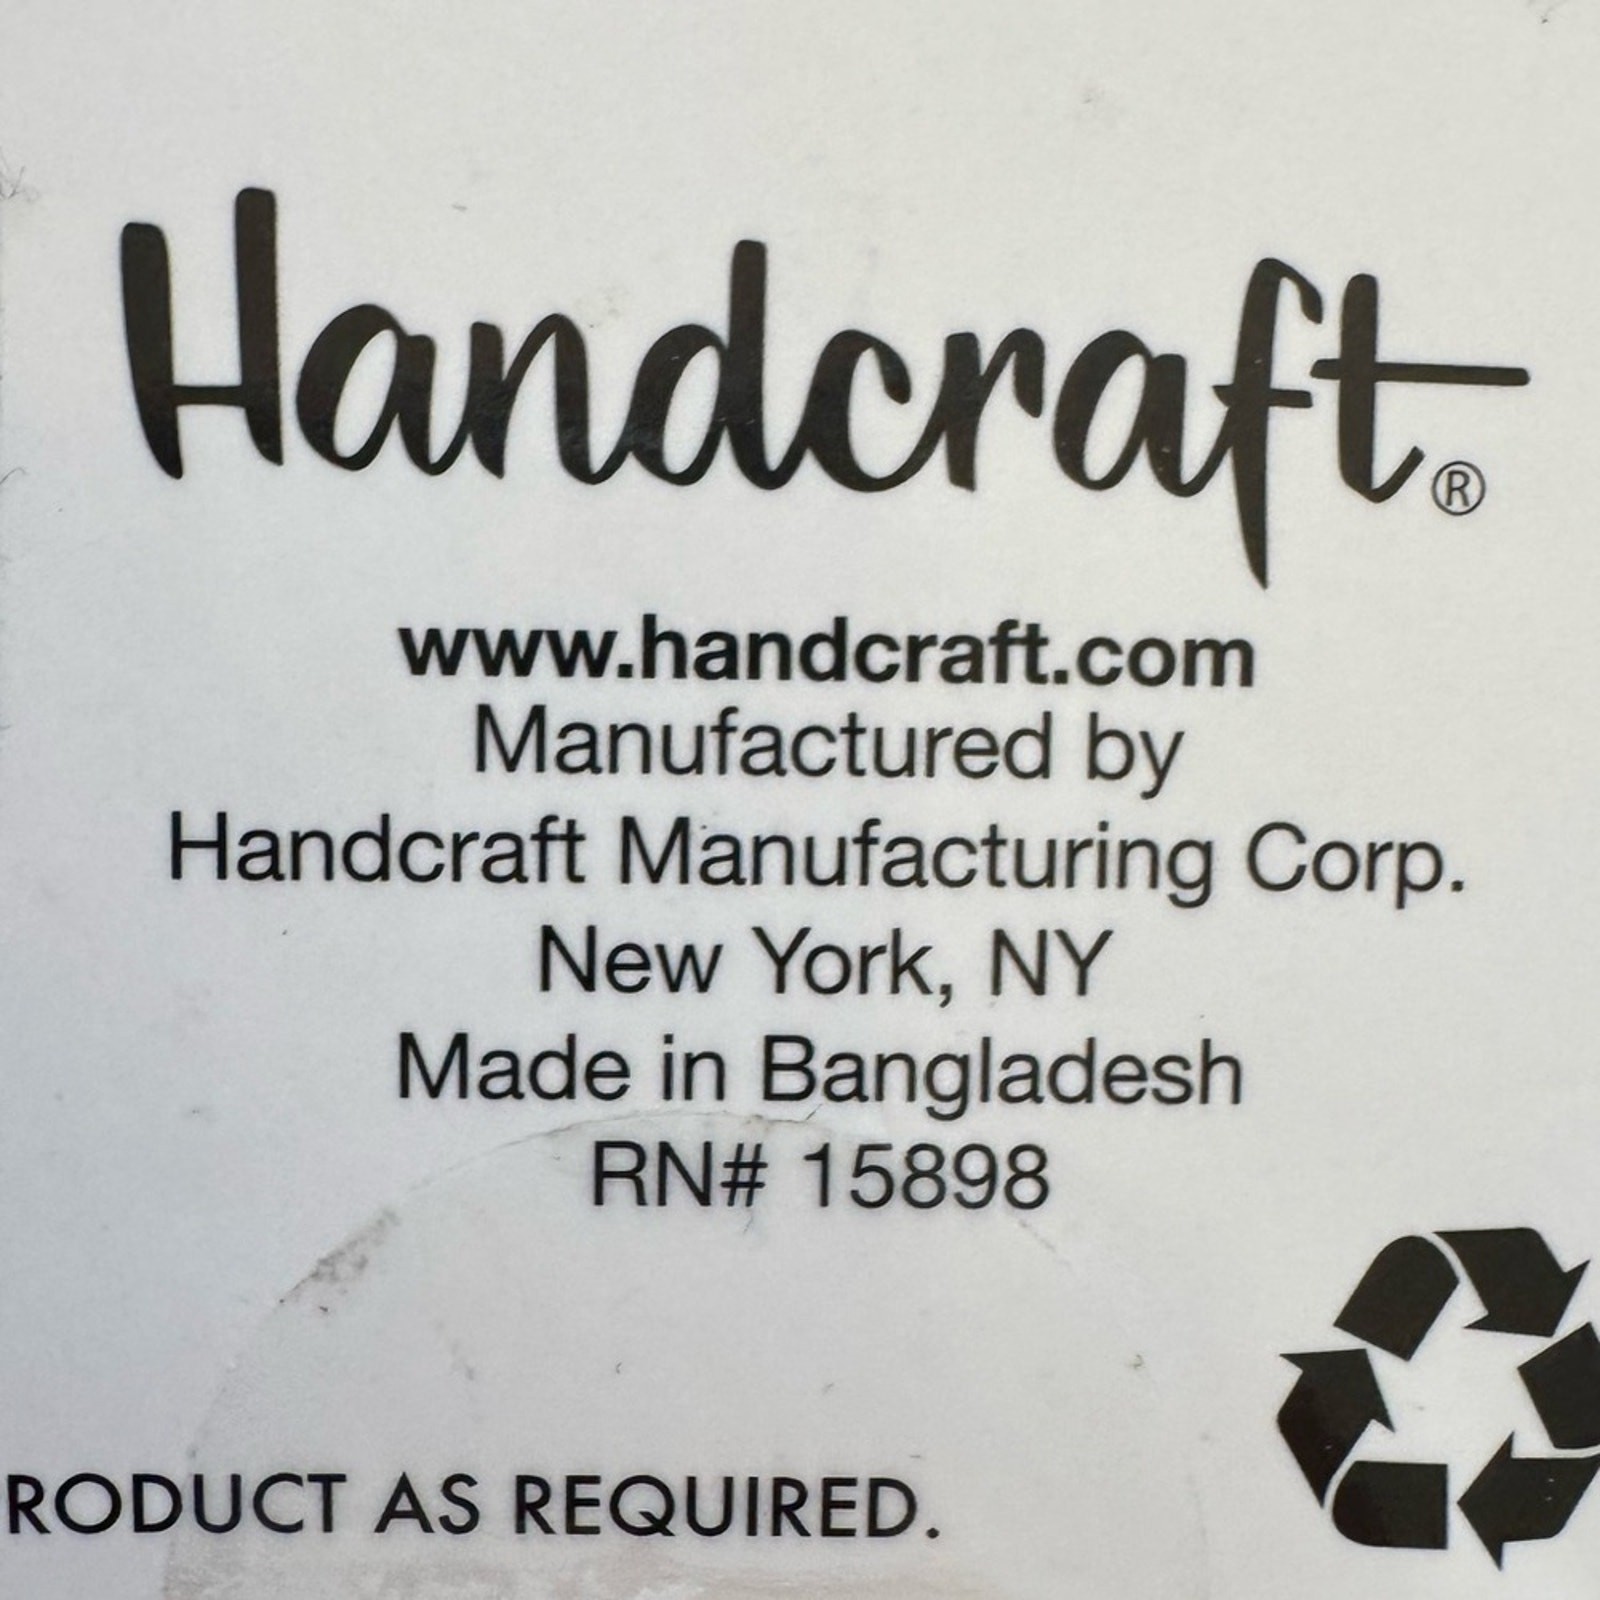 Handcraft®
www.handcraft.com
Manufactured by
Handcraft Manufacturing Corp.
New York, NY
Made in Bangladesh
RN# 15898
RODUCT AS REQUIRED.